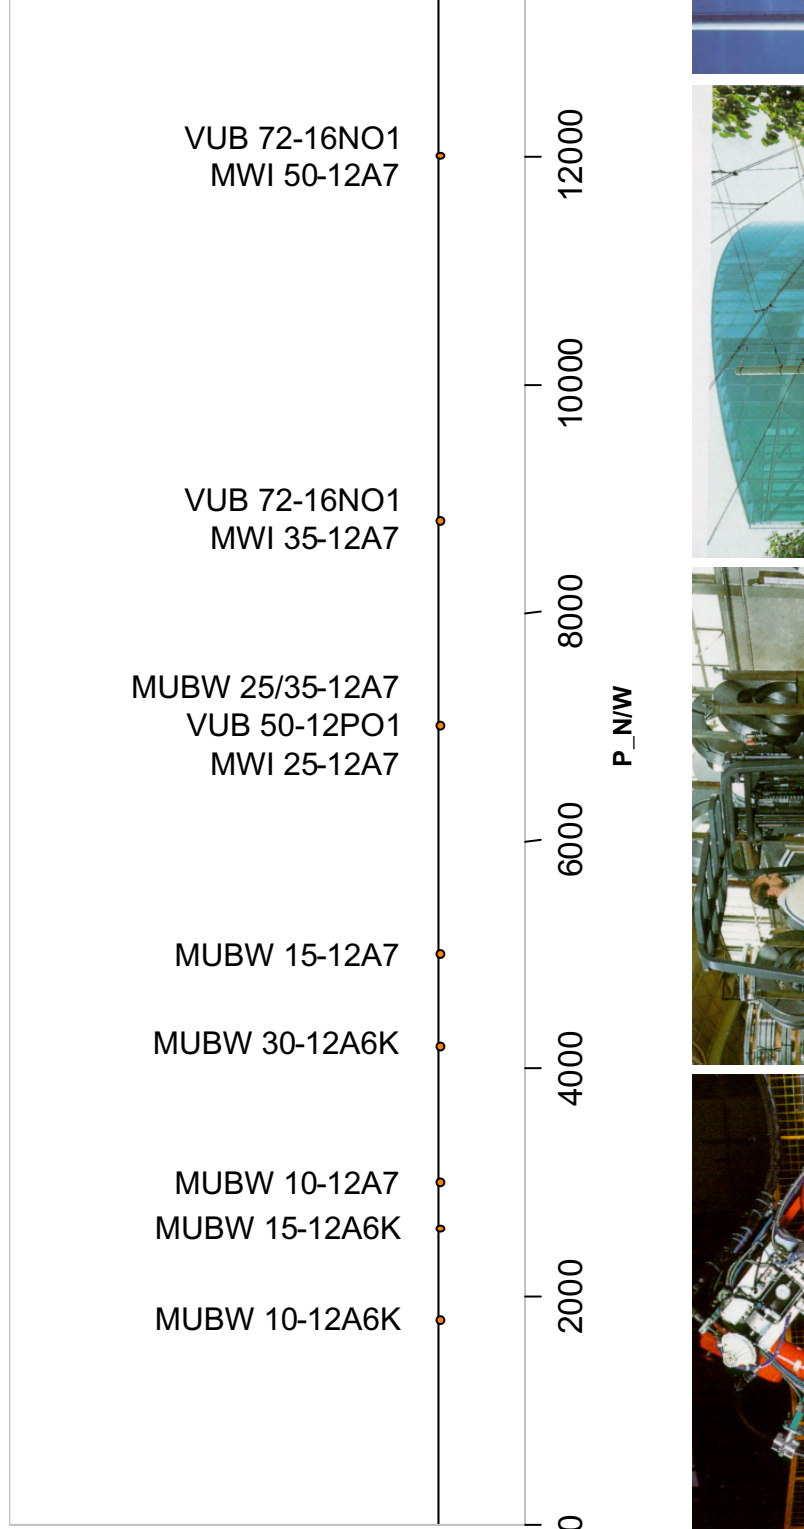 VUB 72-16NO1
MWI 50-12A7
12000
10000
VUB 72-16NO1
MWI 35-12A7
8000
MUBW 25/35-12A7
VUB 50-12PO1
MWI 25-12A7
P_N/W
6000
MUBW 15-12A7
MUBW 30-12A6K
4000
MUBW 10-12A7
MUBW 15-12A6K
2000
MUBW 10-12A6K
0